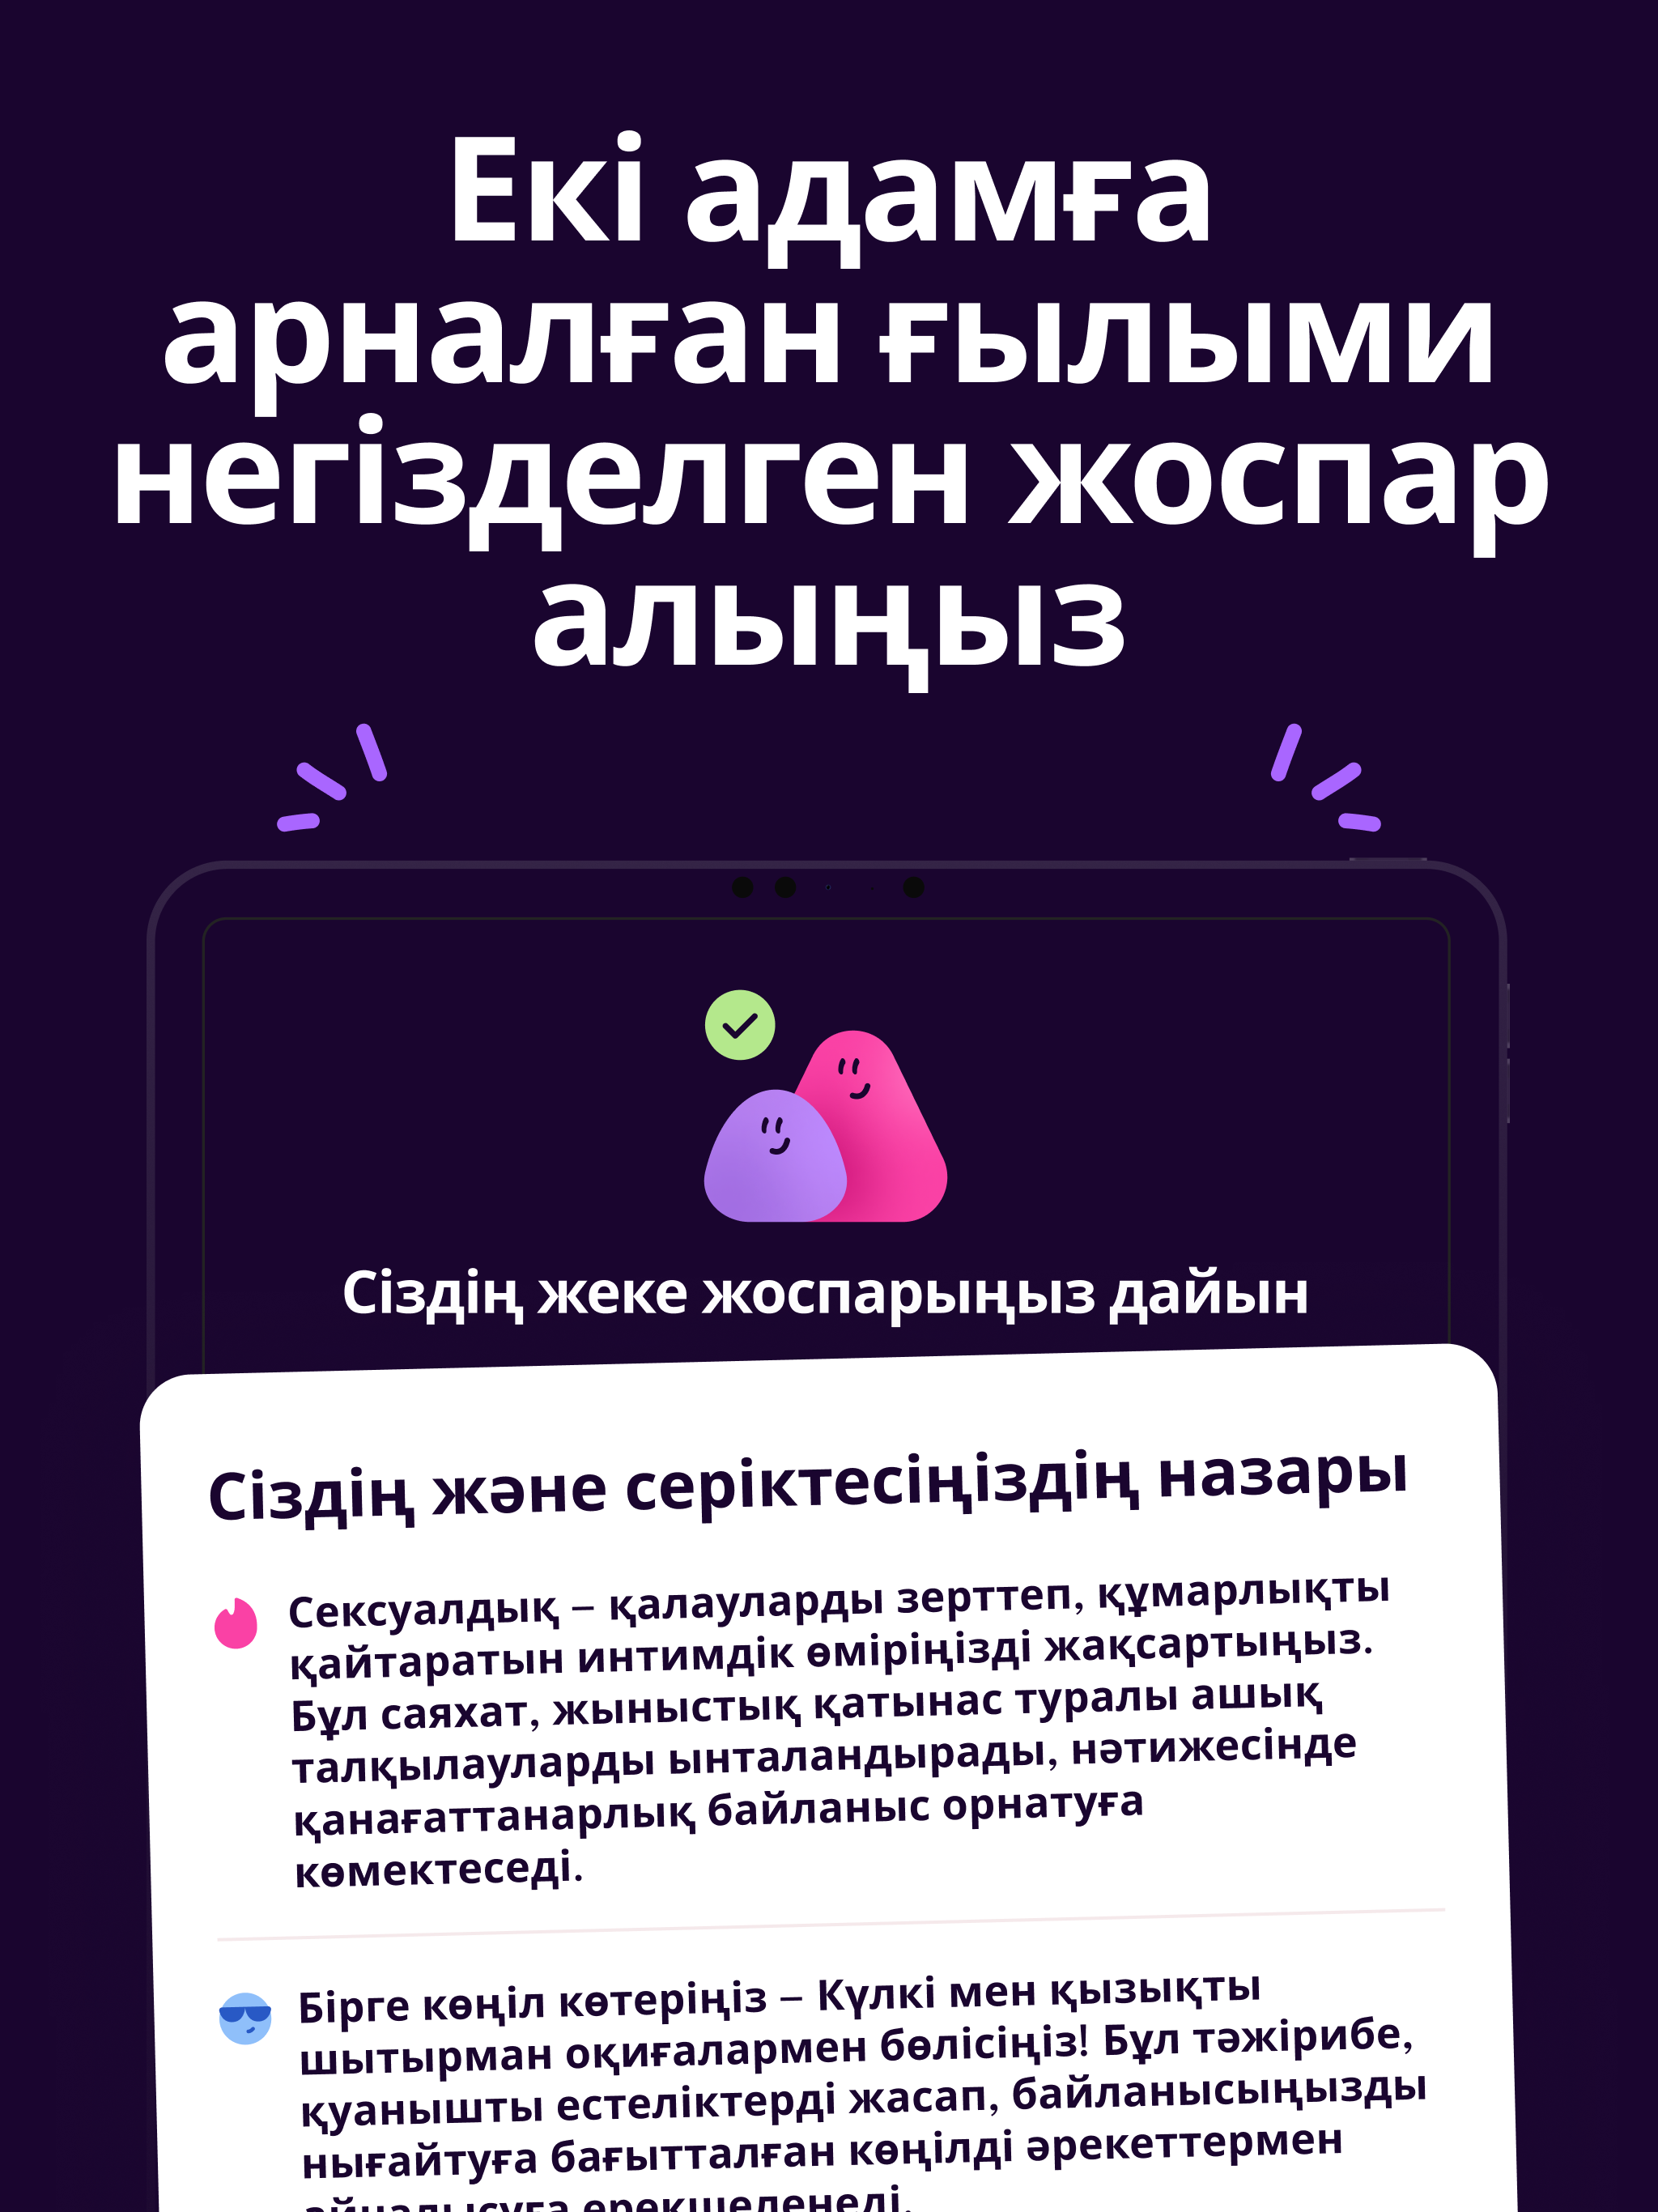 Екі адамға
арналған ғылыми
негізделген жоспар
алыңыз
Сіздің жеке жоспарыңыз дайын
Сіздің және серіктесіңіздің назары
Сексуалдық – қалауларды зерттеп, құмарлықты
қайтаратын интимдік өміріңізді жақсартыңыз.
Бұл саяхат, жыныстық қатынас туралы ашық
талқылауларды ынталандырады, нәтижесінде
қанағаттанарлық байланыс орнатуға
көмектеседі.
Бірге көңіл көтеріңіз – Күлкі мен қызықты
шытырман оқиғалармен бөлісіңіз! Бұл тәжірибе,
қуанышты естеліктерді жасап, байланысыңызды
нығайтуға бағытталған көңілді әрекеттермен
айналысуға ерекшеленеді.